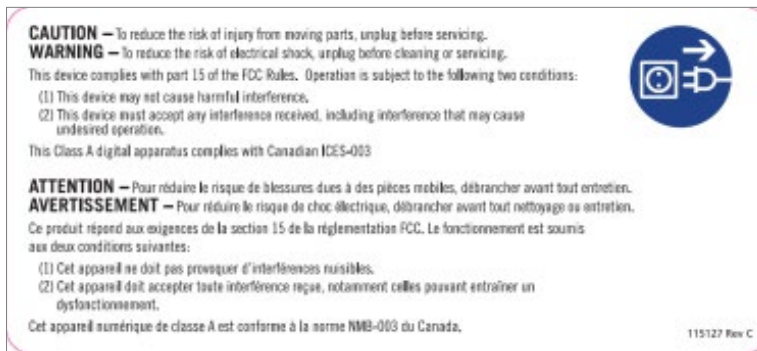 CAUTION – To reduce the risk of injury from moving parts, unplug before servicing.
WARNING – To reduce the risk of electrical shock, unplug before cleaning or servicing.
This device complies with part 15 of the FCC Rules. Operation is subject to the following two conditions:
(1) This device may not cause harmful interference.
(2) This device must accept any interference received, including interference that may cause
undesired operation.
This Class A digital apparatus complies with Canadian ICES-003
ATTENTION – Pour réduire le risque de blessures dues à des pièces mobiles, débrancher avant tout entretien.
AVERTISSEMENT – Pour réduire le risque de choc électrique, débrancher avant tout nettoyage ou entretien.
Ce produit répond aux exigences de la section 15 de la réglementation FCC. Le fonctionnement est soumis
aux deux conditions suivantes:
(1) Cet appareil ne doit pas provoquer d'interférences nuisibles.
(2) Cet appareil doit accepter toute interférence reçue, notamment celles pouvant entraîner un
dysfonctionnement.
Cet appareil numérique de classe A est conforme à la norme NMB-003 du Canada.
115127 Rev C